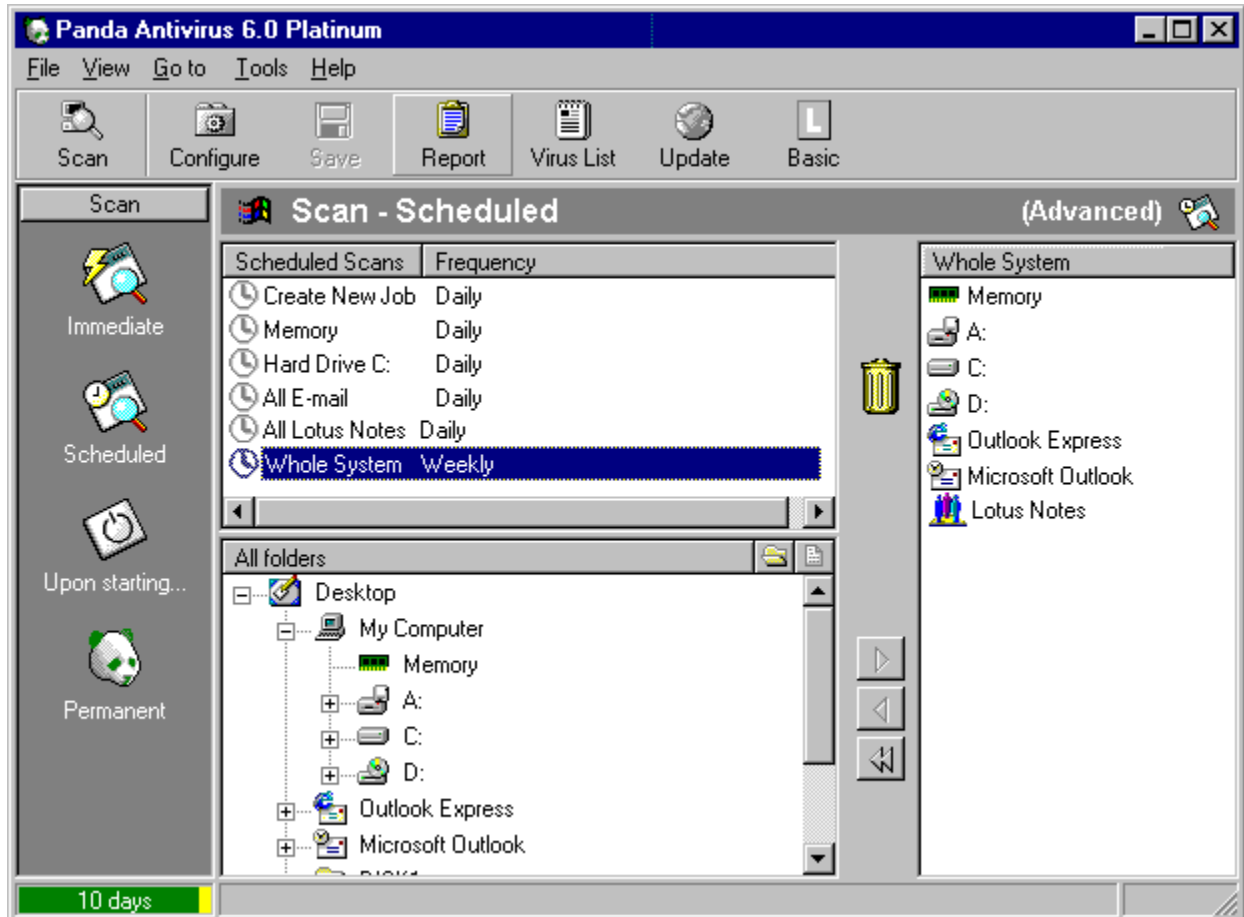 Panda Antivirus 6.0 Platinum
File View Go to Tools Help
Scan Configure Save Report Virus List Update Basic
L
Scan
Immediate
Scheduled
Upon starting...
Permanent
Scan - Scheduled (Advanced)
Scheduled Scans Frequency
Create New Job Daily
Memory Daily
Hard Drive C: Daily
All E-mail Daily
All Lotus Notes Daily
Whole System Weekly
All folders
Desktop
My Computer
Memory
A:
C:
D:
Outlook Express
Microsoft Outlook
Whole System
Memory
A:
C:
D:
Outlook Express
Microsoft Outlook
Lotus Notes
10 days